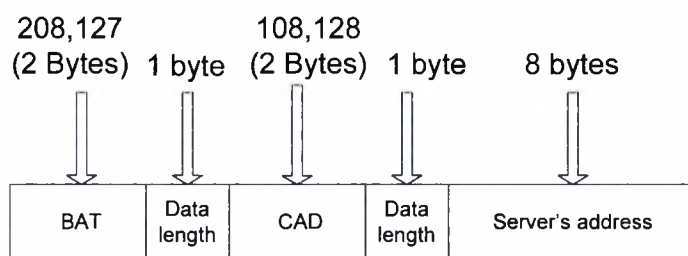 208,127 108,128
(2 Bytes) 1 byte (2 Bytes) 1 byte 8 bytes
BAT Data length CAD Data length Server's address